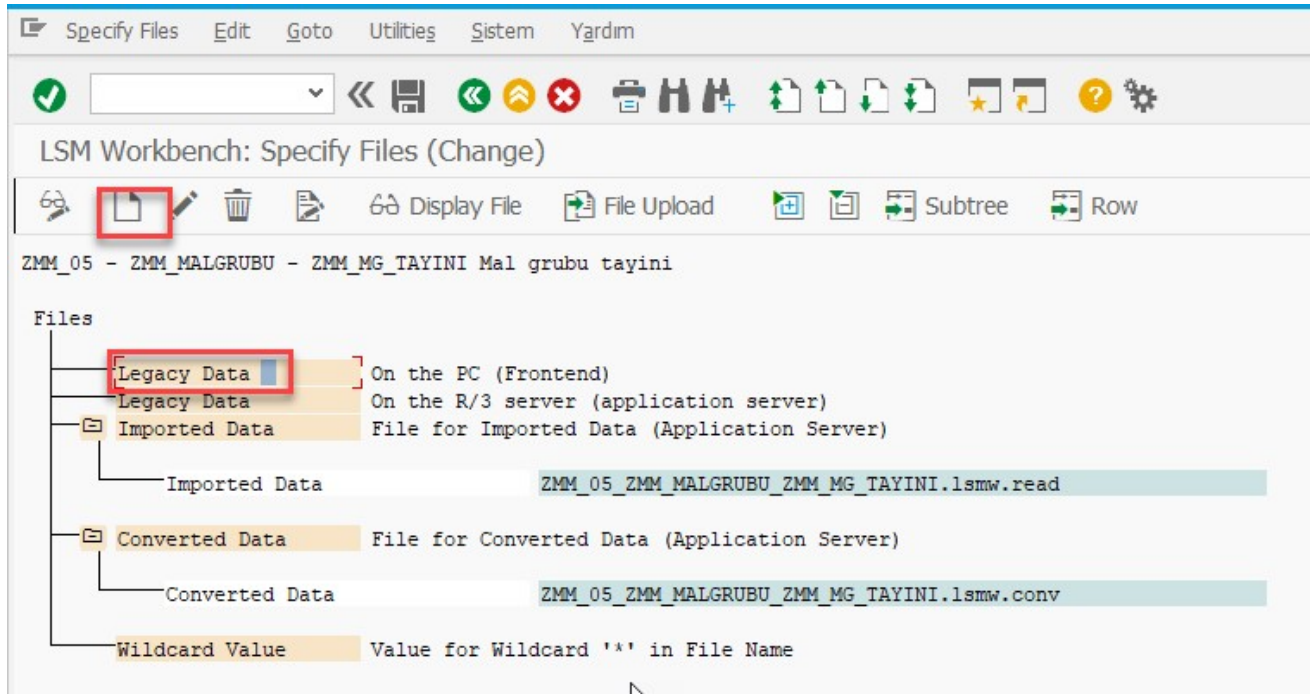 Specify Files Edit Goto Utilities Sistem Yardım
LSM Workbench: Specify Files (Change)
Display File File Upload Subtree Row
ZMM_05 - ZMM_MALGRUBU - ZMM_MG_TAYINI Mal grubu tayini
Files
Legacy Data On the PC (Frontend)
Legacy Data On the R/3 server (application server)
Imported Data File for Imported Data (Application Server)
Imported Data ZMM_05_ZMM_MALGRUBU_ZMM_MG_TAYINI.lsmw.read
Converted Data File for Converted Data (Application Server)
Converted Data ZMM_05_ZMM_MALGRUBU_ZMM_MG_TAYINI.lsmw.conv
Wildcard Value Value for Wildcard '*' in File Name